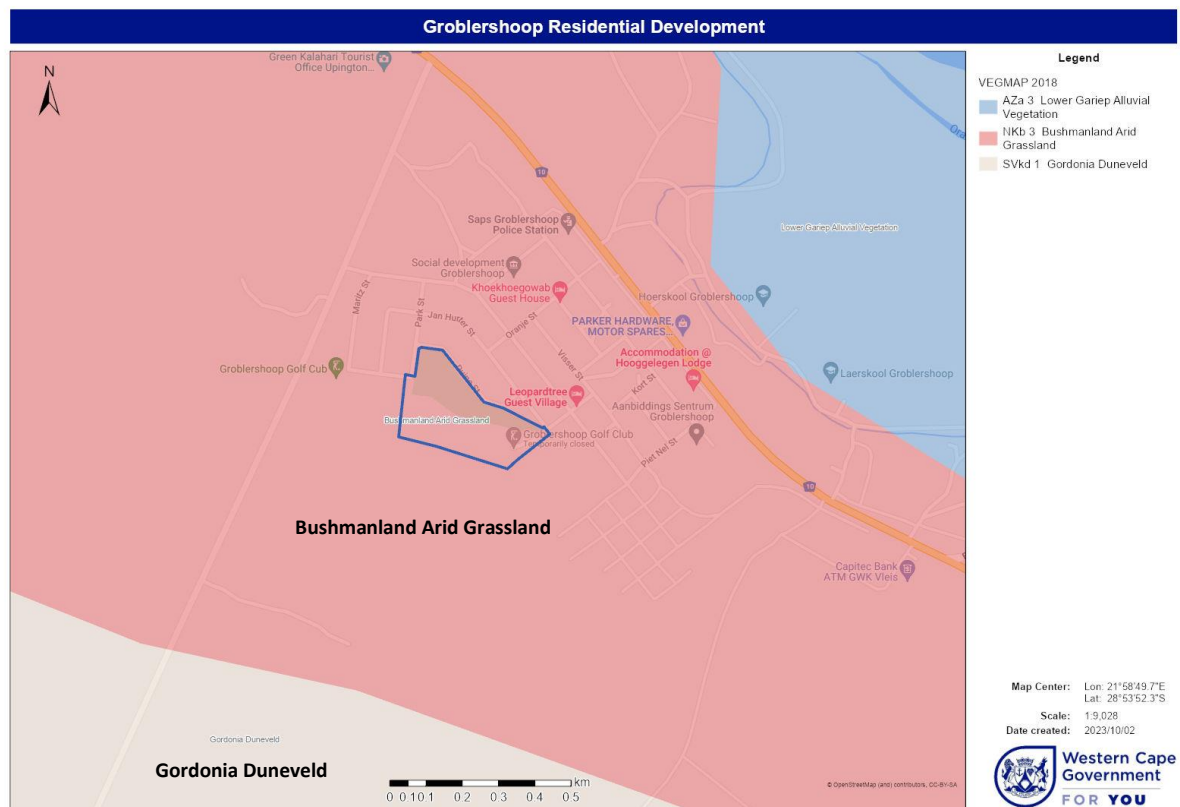 Groblershoop Residential Development
Green Kalahari Tourist
Office Upington...
N
10
Saps Groblershoop
Police Station
Social development
Groblershoop
Khoekhoegowab
Guest House
Maritz St
Park St
Jan Hutter St
Oranje St
Visser St
Kort St
Piet Nel St
Hoërskool Groblershoop
PARKER HARDWARE,
MOTOR SPARES...
Accommodation @
Hooggelegen Lodge
Groblershoop Golf Cub
Leopardtree
Guest Village
Laerskool Groblershoop
Aanbiddings Sentrum
Groblershoop
Bushmanland Arid Grassland
Groblershoop Golf Club
Temporarily closed
Lower Gariep Alluvial Vegetation
10
Bushmanland Arid Grassland
Capitec Bank
ATM GWK Vleis
Gordonia Duneveld
Gordonia Duneveld
km
0 0.10.1 0.2 0.3 0.4 0.5
© OpenStreetMap (and) contributors, CC-BY-SA
Legend
VEGMAP 2018
AZa 3 Lower Gariep Alluvial
Vegetation
NKb 3 Bushmanland Arid
Grassland
SVkd 1 Gordonia Duneveld
Map Center: Lon: 21°58'49.7"E
Lat: 28°53'52.3"S
Scale: 1:9,028
Date created: 2023/10/02
Western Cape
Government
FOR YOU